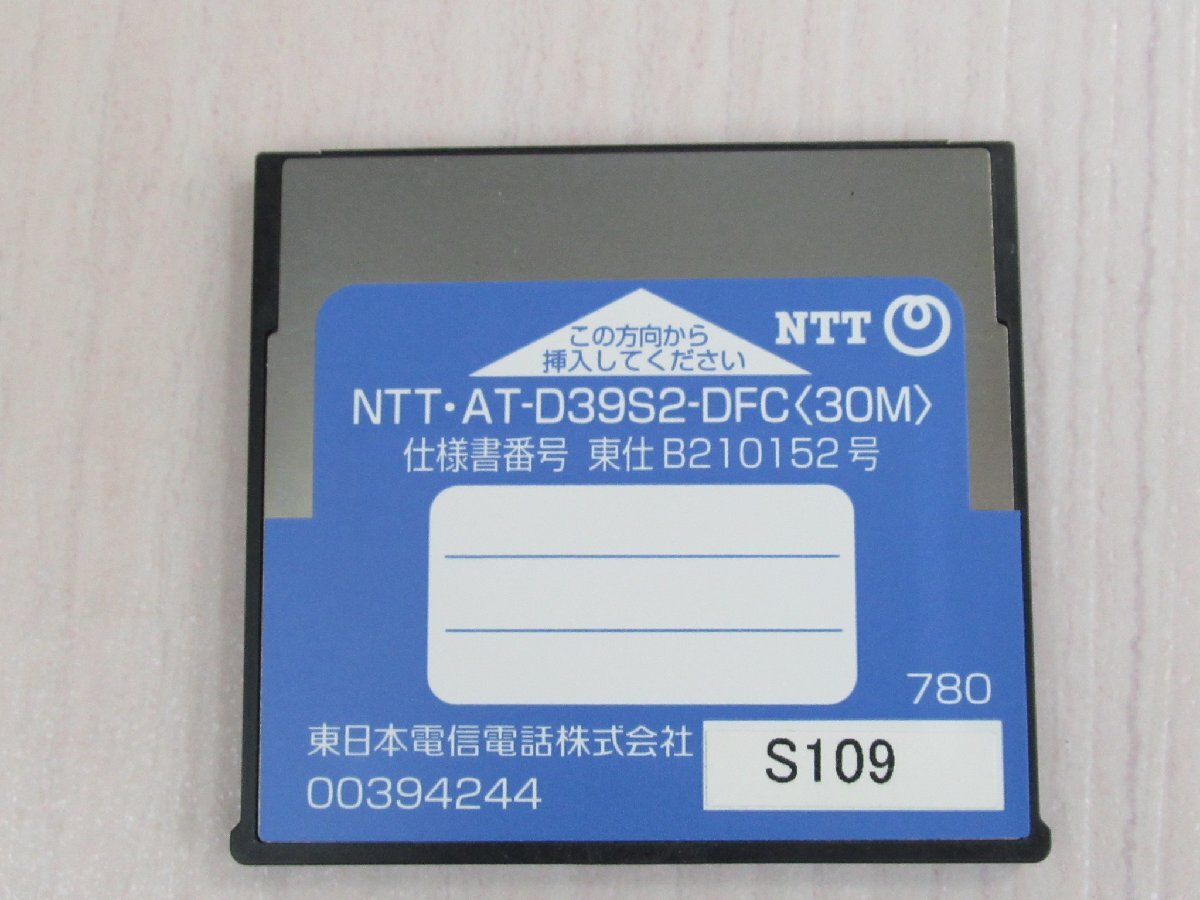 この方向から
挿入してください
NTT
NTT・AT-D39S2-DFC〈30M〉
仕様書番号 東仕B210152号
780
東日本電信電話株式会社
S109
00394244